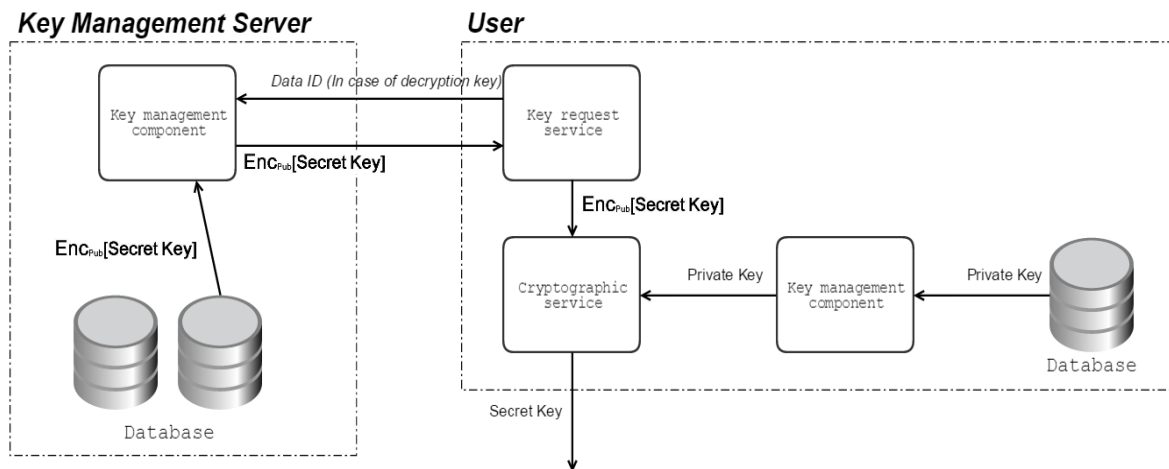 Key Management Server
User
Data ID (In case of decryption key)
Key management
component
Key request
service
EncPub[Secret Key]
EncPub[Secret Key]
EncPub[Secret Key]
Private Key
Private Key
Cryptographic
service
Key management
component
Database
Secret Key
Database